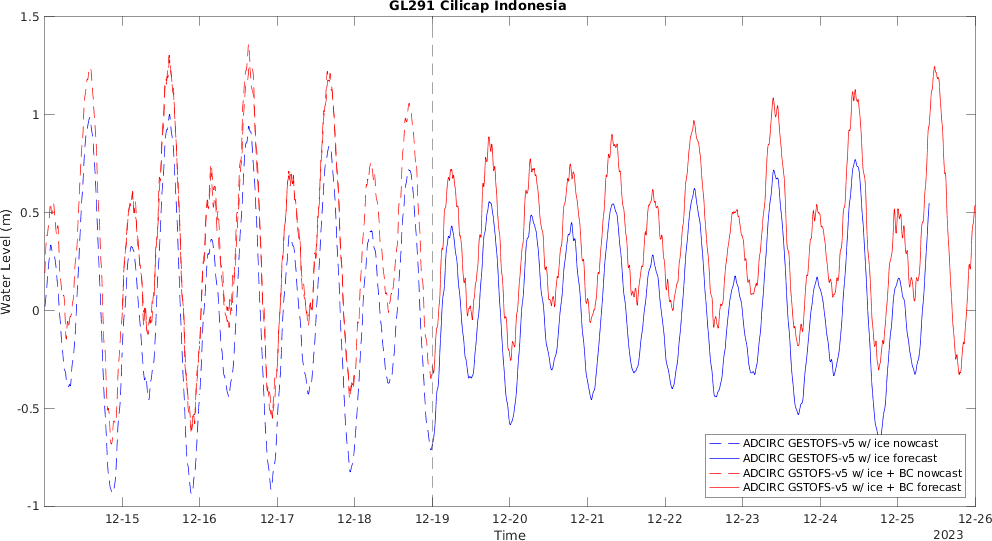 GL291 Cilicap Indonesia
1.5
1
0.5
0
-0.5
-1
Water Level (m)
12-15
12-16
12-17
12-18
12-19
12-20
12-21
12-22
12-23
12-24
12-25
12-26
Time
2023
ADCIRC GESTOFS-v5 w/ ice nowcast
ADCIRC GESTOFS-v5 w/ ice forecast
ADCIRC GSTOFS-v5 w/ ice + BC nowcast
ADCIRC GSTOFS-v5 w/ ice + BC forecast